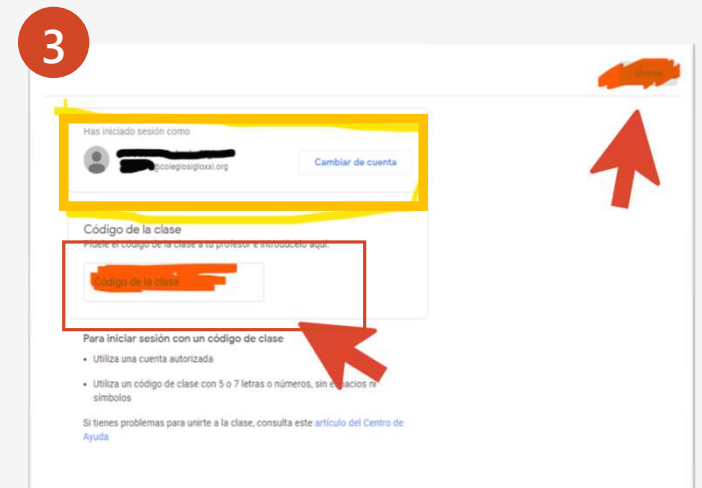 3
Unirse
Has iniciado sesión como
@colegiosigloxxi.org
Cambiar de cuenta
Código de la clase
Pídele el código de la clase a tu profesor e introdúcelo aquí.
Código de la clase
Para iniciar sesión con un código de clase
• Utiliza una cuenta autorizada
• Utiliza un código de clase con 5 o 7 letras o números, sin espacios ni
símbolos
Si tienes problemas para unirte a la clase, consulta este artículo del Centro de
Ayuda